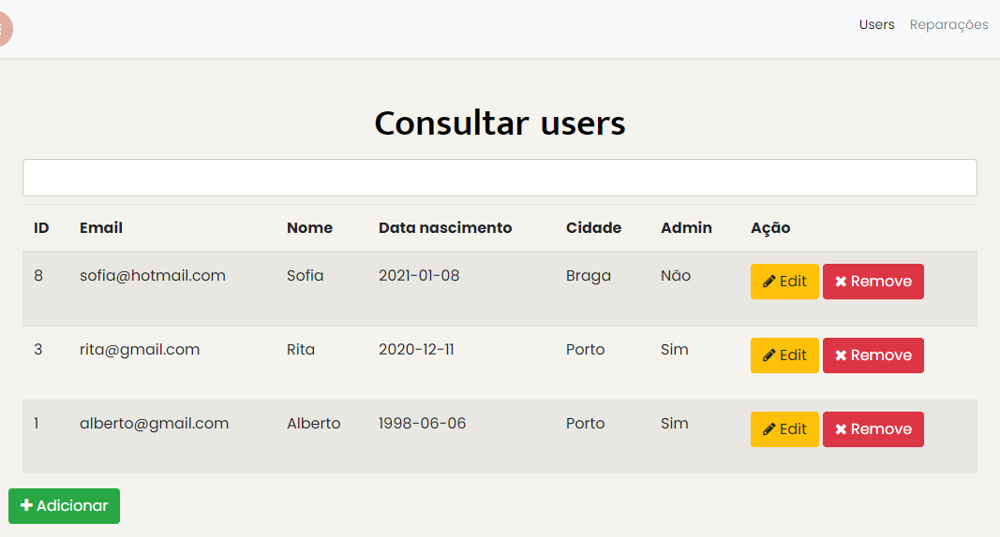 Users Reparações
Consultar users
ID Email Nome Data nascimento Cidade Admin Ação
8 sofia@hotmail.com Sofia 2021-01-08 Braga Não Edit Remove
3 rita@gmail.com Rita 2020-12-11 Porto Sim Edit Remove
1 alberto@gmail.com Alberto 1998-06-06 Porto Sim Edit Remove
Adicionar